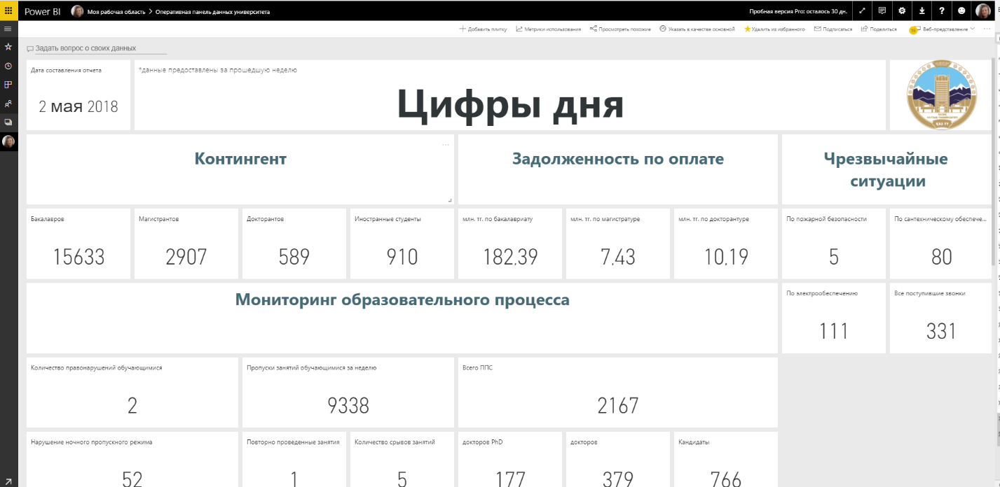 Power BI
Моя рабочая область > Оперативная панель данных университета
Пробная версия Pro: осталось 30 дн.
Добавить плитку
Метрики использования
Просмотреть похожие
Указать в качестве основной
Удалить из избранного
Подписаться
Поделиться
Веб-представление
Задать вопрос о своих данных
Дата составления отчета
2 мая 2018
*данные предоставлены за прошедшую неделю
Цифры дня
ҚАЗ ТУ
Контингент
Задолженность по оплате
Чрезвычайные
ситуации
Бакалавров
15633
Магистрантов
2907
Докторантов
589
Иностранные студенты
910
млн. тг. по бакалавриату
182,39
млн. тг. по магистратуре
7,43
млн. тг. по докторантуре
10,19
По пожарной безопасности
5
По сантехническому обеспече...
80
Мониторинг образовательного процесса
По электрообеспечению
111
Все поступившие звонки
331
Количество правонарушений обучающимися
2
Пропуски занятий обучающимися за неделю
9338
Всего ППС
2167
Нарушение ночного пропускного режима
52
Повторно проведенные занятия
1
Количество срывов занятий
5
докторов PhD
177
докторов
379
Кандидаты
766